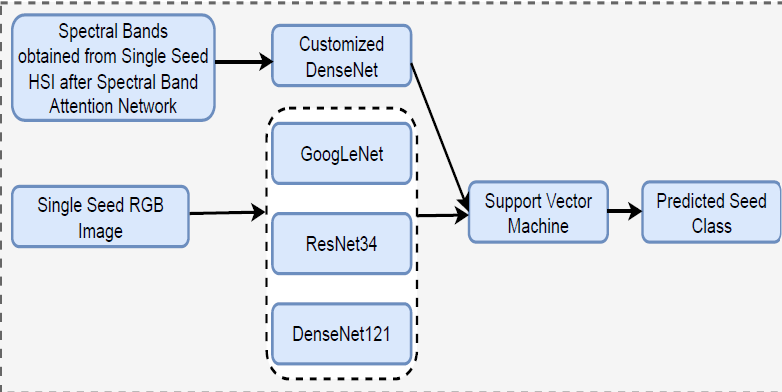 Spectral Bands
obtained from Single Seed
HSI after Spectral Band
Attention Network
Customized
DenseNet
GoogLeNet
Single Seed RGB
Image
ResNet34
DenseNet121
Support Vector
Machine
Predicted Seed
Class